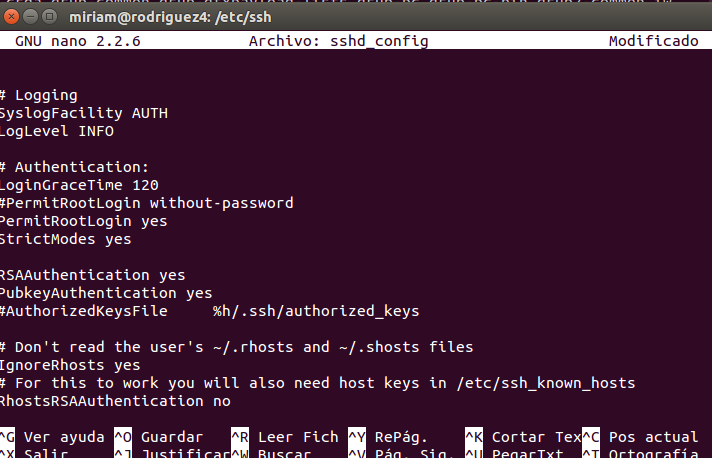 miriam@rodriguez4: /etc/ssh
GNU nano 2.2.6 Archivo: sshd_config Modificado
# Logging
SyslogFacility AUTH
LogLevel INFO
# Authentication:
LoginGraceTime 120
#PermitRootLogin without-password
PermitRootLogin yes
StrictModes yes
RSAAuthentication yes
PubkeyAuthentication yes
#AuthorizedKeysFile %h/.ssh/authorized_keys
# Don't read the user's ~/.rhosts and ~/.shosts files
IgnoreRhosts yes
# For this to work you will also need host keys in /etc/ssh_known_hosts
RhostsRSAAuthentication no
^G Ver ayuda ^O Guardar ^R Leer Fich ^Y RePág. ^K Cortar Tex ^C Pos actual
^X Salir ^J Justificar ^W Buscar ^V Pág. Sig. ^U PegarTxt ^T Ortografía